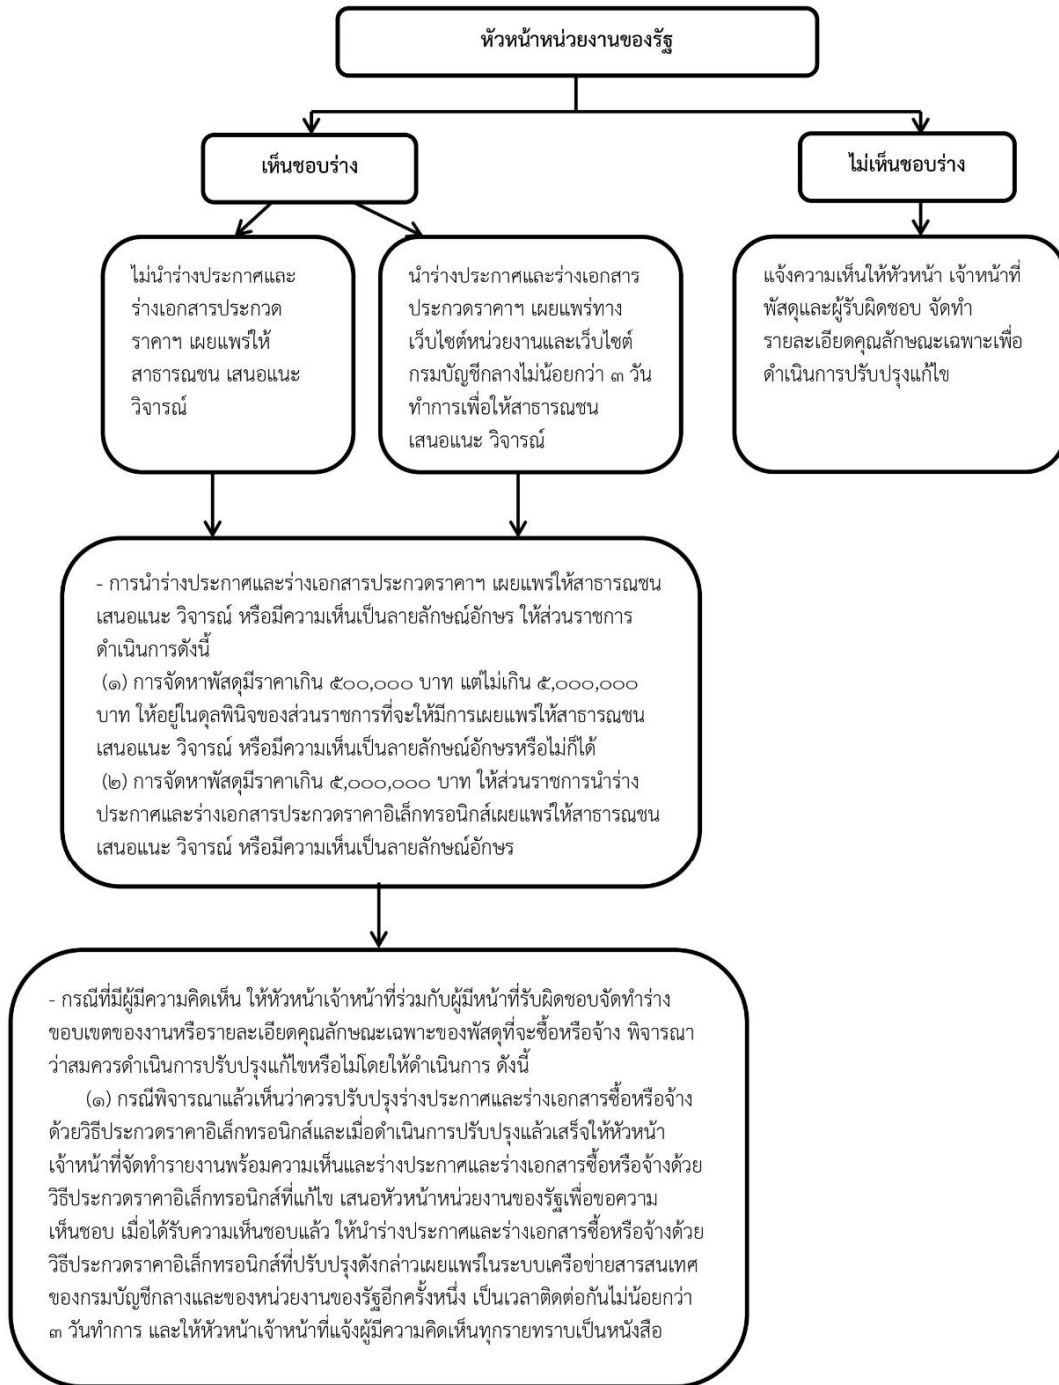 หัวหน้าหน่วยงานของรัฐ
เห็นชอบร่าง
ไม่เห็นชอบร่าง
ไม่นำร่างประกาศและ
ร่างเอกสารประกวด
ราคาฯ เผยแพร่ให้
สาธารณชน เสนอแนะ
วิจารณ์
นำร่างประกาศและร่างเอกสาร
ประกวดราคาฯ เผยแพร่ทาง
เว็บไซต์หน่วยงานและเว็บไซต์
กรมบัญชีกลางไม่น้อยกว่า ๓ วัน
ทำการเพื่อให้สาธารณชน
เสนอแนะ วิจารณ์
แจ้งความเห็นให้หัวหน้า เจ้าหน้าที่
พัสดุและผู้รับผิดชอบ จัดทำ
รายละเอียดคุณลักษณะเฉพาะเพื่อ
ดำเนินการปรับปรุงแก้ไข
- การนำร่างประกาศและร่างเอกสารประกวดราคาฯ เผยแพร่ให้สาธารณชน
เสนอแนะ วิจารณ์ หรือมีความเห็นเป็นลายลักษณ์อักษร ให้ส่วนราชการ
ดำเนินการดังนี้
(๑) การจัดหาพัสดุมีราคาเกิน ๕๐๐,๐๐๐ บาท แต่ไม่เกิน ๕,๐๐๐,๐๐๐
บาท ให้อยู่ในดุลพินิจของส่วนราชการที่จะให้มีการเผยแพร่ให้สาธารณชน
เสนอแนะ วิจารณ์ หรือมีความเห็นเป็นลายลักษณ์อักษรหรือไม่ก็ได้
(๒) การจัดหาพัสดุมีราคาเกิน ๕,๐๐๐,๐๐๐ บาท ให้ส่วนราชการนำร่าง
ประกาศและร่างเอกสารประกวดราคาอิเล็กทรอนิกส์เผยแพร่ให้สาธารณชน
เสนอแนะ วิจารณ์ หรือมีความเห็นเป็นลายลักษณ์อักษร
- กรณีที่มีผู้มีความคิดเห็น ให้หัวหน้าเจ้าหน้าที่ร่วมกับผู้มีหน้าที่รับผิดชอบจัดทำร่าง
ขอบเขตของงานหรือรายละเอียดคุณลักษณะเฉพาะของพัสดุที่จะซื้อหรือจ้าง พิจารณา
ว่าสมควรดำเนินการปรับปรุงแก้ไขหรือไม่โดยให้ดำเนินการ ดังนี้
(๑) กรณีพิจารณาแล้วเห็นว่าควรปรับปรุงร่างประกาศและร่างเอกสารซื้อหรือจ้าง
ด้วยวิธีประกวดราคาอิเล็กทรอนิกส์และเมื่อดำเนินการปรับปรุงแล้วเสร็จให้หัวหน้า
เจ้าหน้าที่จัดทำรายงานพร้อมความเห็นและร่างประกาศและร่างเอกสารซื้อหรือจ้างด้วย
วิธีประกวดราคาอิเล็กทรอนิกส์ที่แก้ไข เสนอหัวหน้าหน่วยงานของรัฐเพื่อขอความ
เห็นชอบ เมื่อได้รับความเห็นชอบแล้ว ให้นำร่างประกาศและร่างเอกสารซื้อหรือจ้างด้วย
วิธีประกวดราคาอิเล็กทรอนิกส์ที่ปรับปรุงดังกล่าวเผยแพร่ในระบบเครือข่ายสารสนเทศ
ของกรมบัญชีกลางและของหน่วยงานของรัฐอีกครั้งหนึ่ง เป็นเวลาติดต่อกันไม่น้อยกว่า
๓ วันทำการ และให้หัวหน้าเจ้าหน้าที่แจ้งผู้มีความคิดเห็นทุกรายทราบเป็นหนังสือ